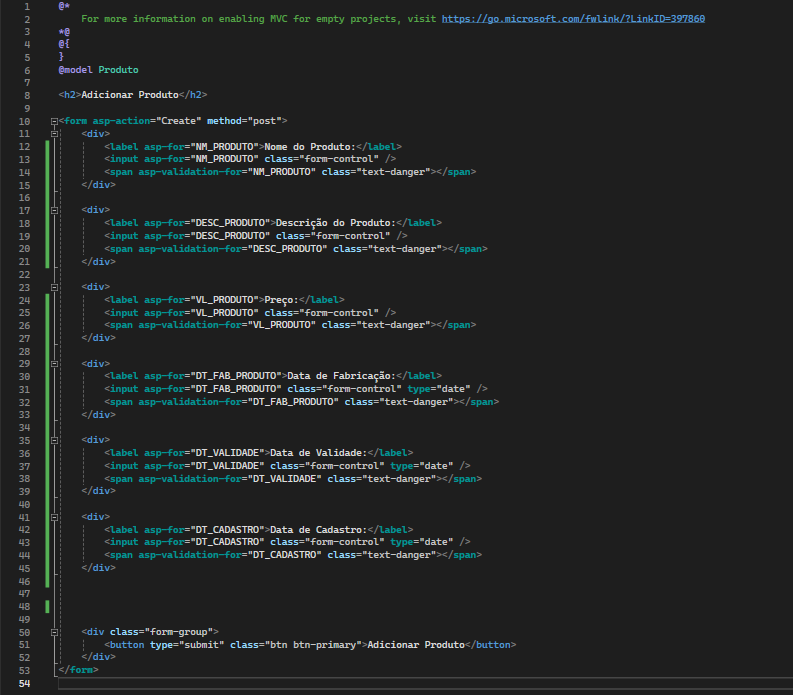 1 @*
2 For more information on enabling MVC for empty projects, visit https://go.microsoft.com/fwlink/?LinkID=397860
3 *@
4 @{
5 }
6 @model Produto
7
8 <h2>Adicionar Produto</h2>
9
10 <form asp-action="Create" method="post">
11 <div>
12 <label asp-for="NM_PRODUTO">Nome do Produto:</label>
13 <input asp-for="NM_PRODUTO" class="form-control" />
14 <span asp-validation-for="NM_PRODUTO" class="text-danger"></span>
15 </div>
16
17 <div>
18 <label asp-for="DESC_PRODUTO">Descrição do Produto:</label>
19 <input asp-for="DESC_PRODUTO" class="form-control" />
20 <span asp-validation-for="DESC_PRODUTO" class="text-danger"></span>
21 </div>
22
23 <div>
24 <label asp-for="VL_PRODUTO">Preço:</label>
25 <input asp-for="VL_PRODUTO" class="form-control" />
26 <span asp-validation-for="VL_PRODUTO" class="text-danger"></span>
27 </div>
28
29 <div>
30 <label asp-for="DT_FAB_PRODUTO">Data de Fabricação:</label>
31 <input asp-for="DT_FAB_PRODUTO" class="form-control" type="date" />
32 <span asp-validation-for="DT_FAB_PRODUTO" class="text-danger"></span>
33 </div>
34
35 <div>
36 <label asp-for="DT_VALIDADE">Data de Validade:</label>
37 <input asp-for="DT_VALIDADE" class="form-control" type="date" />
38 <span asp-validation-for="DT_VALIDADE" class="text-danger"></span>
39 </div>
40
41 <div>
42 <label asp-for="DT_CADASTRO">Data de Cadastro:</label>
43 <input asp-for="DT_CADASTRO" class="form-control" type="date" />
44 <span asp-validation-for="DT_CADASTRO" class="text-danger"></span>
45 </div>
46
47
48
49
50 <div class="form-group">
51 <button type="submit" class="btn btn-primary">Adicionar Produto</button>
52 </div>
53 </form>
54